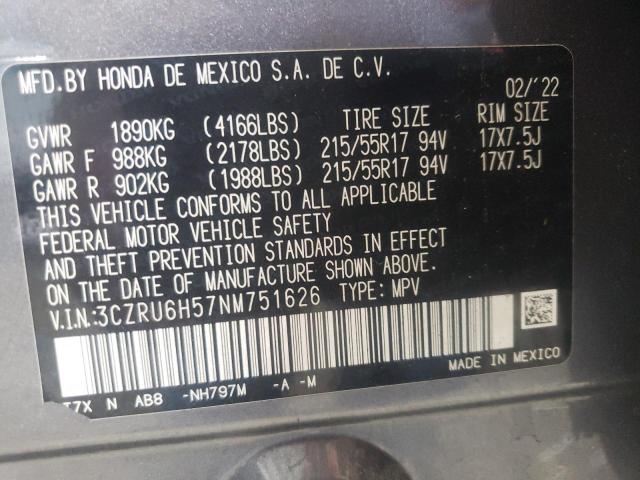 MFD.BY HONDA DE MEXICO S.A. DE C.V.
02/'22
GVWR 1890KG (4166LBS) TIRE SIZE RIM SIZE
GAWR F 988KG (2178LBS) 215/55R17 94V 17X7.5J
GAWR R 902KG (1988LBS) 215/55R17 94V 17X7.5J
THIS VEHICLE CONFORMS TO ALL APPLICABLE
FEDERAL MOTOR VEHICLE SAFETY
AND THEFT PREVENTION STANDARDS IN EFFECT
ON THE DATE OF MANUFACTURE SHOWN ABOVE.
V.I.N.:3CZRU6H57NM751626 TYPE: MPV
MADE IN MEXICO
N AB8 -NH797M -A -M